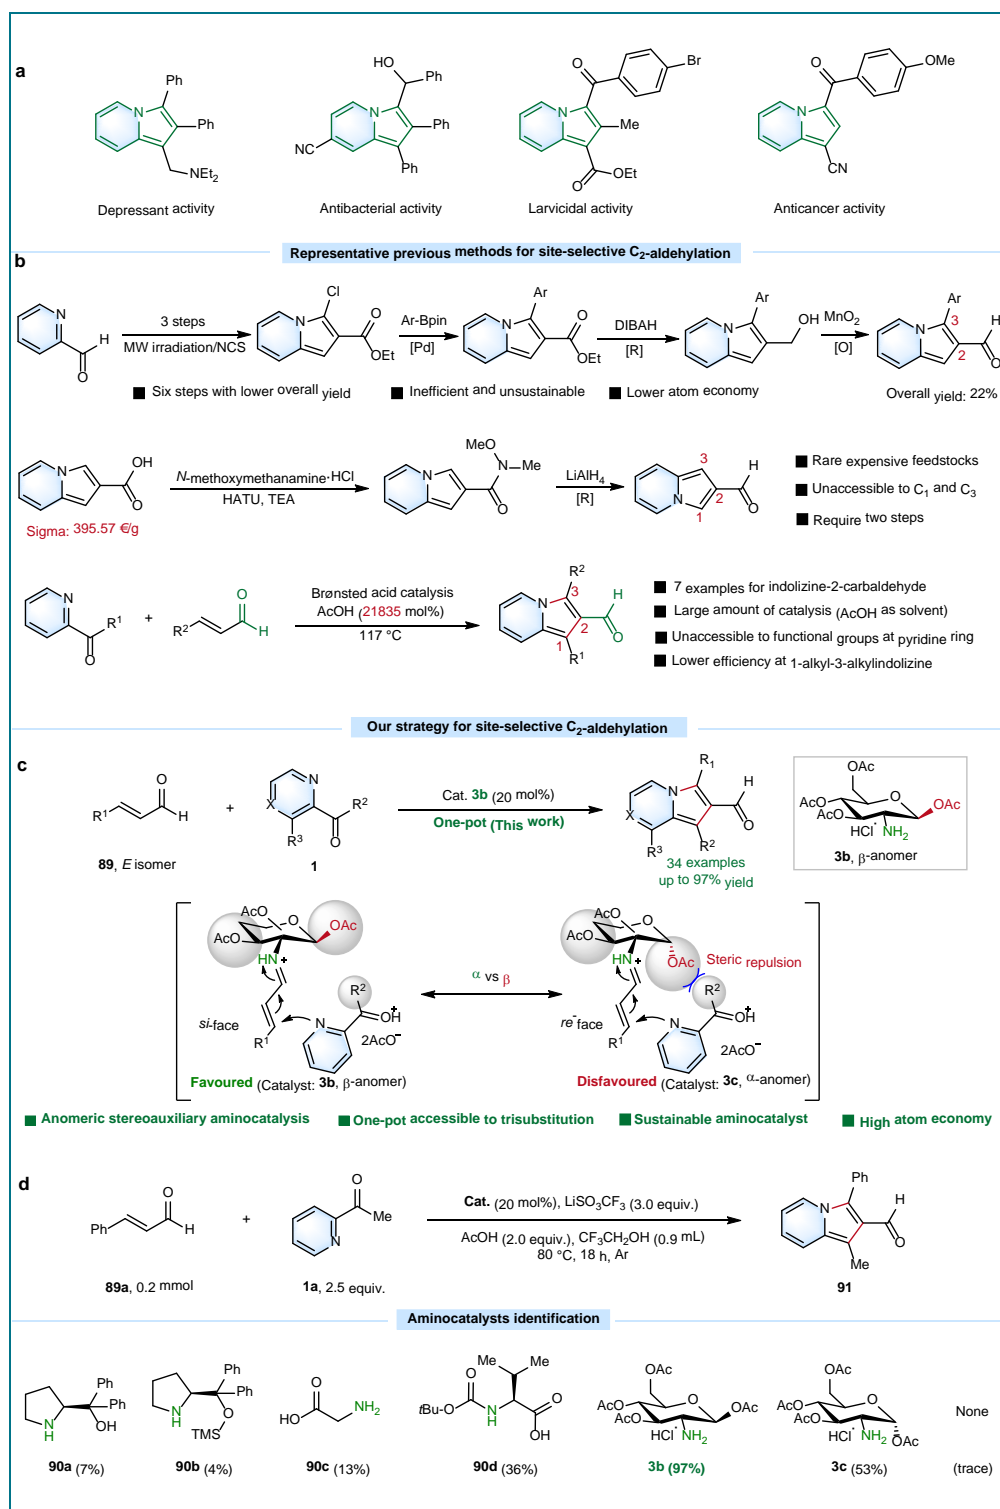 a
Ph
N
Ph
NEt2
Depressant activity
HO
Ph
N
Ph
NC
Ph
Antibacterial activity
O
Br
N
Me
O
OEt
Larvicidal activity
O
OMe
N
CN
Anticancer activity
Representative previous methods for site-selective C2-aldehylation
b
N
H
O
3 steps
MW irradiation/NCS
Cl
N
O
OEt
Ar-Bpin
[Pd]
Ar
N
O
OEt
DIBAH
[R]
Ar
N
OH
MnO2
[O]
Ar
N
3
2
H
O
Six steps with lower overall yield
Inefficient and unsustainable
Lower atom economy
Overall yield: 22%
N
OH
O
Sigma: 395.57 €/g
N-methoxymethanamine·HCl
HATU, TEA
MeO
N
Me
N
O
LiAlH4
[R]
3
H
2
N
O
1
Rare expensive feedstocks
Unaccessible to C1 and C3
Require two steps
N
R1
O
+
O
R2
H
Brønsted acid catalysis
AcOH (21835 mol%)
117 °C
R2
3
H
N
2
O
1
R1
7 examples for indolizine-2-carbaldehyde
Large amount of catalysis (AcOH as solvent)
Unaccessible to functional groups at pyridine ring
Lower efficiency at 1-alkyl-3-alkylindolizine
Our strategy for site-selective C2-aldehylation
c
O
R1
H
89, E isomer
+
N
X
R2
R3
O
1
Cat. 3b (20 mol%)
One-pot (This work)
R1
N
H
X
O
R3
R2
34 examples
up to 97% yield
OAc
AcO
O
AcO
OAc
HCl·
NH2
3b, β-anomer
AcO
O
AcO
OAc
HN
+
si-face
R1
N
R2
+
OH
2AcO−
Favoured (Catalyst: 3b, β-anomer)
α vs β
AcO
O
AcO
OAc
HN
+
Steric repulsion
re-face
R1
N
R2
+
OH
2AcO−
Disfavoured (Catalyst: 3c, α-anomer)
Anomeric stereoauxiliary aminocatalysis
One-pot accessible to trisubstitution
Sustainable aminocatalyst
High atom economy
d
O
Ph
H
89a, 0.2 mmol
+
O
Me
N
1a, 2.5 equiv.
Cat. (20 mol%), LiSO3CF3 (3.0 equiv.)
AcOH (2.0 equiv.), CF3CH2OH (0.9 mL)
80 °C, 18 h, Ar
Ph
N
H
O
Me
91
Aminocatalysts identification
Ph
Ph
N
H
OH
90a (7%)
Ph
Ph
N
H
O
TMS
90b (4%)
O
HO
NH2
90c (13%)
Me
Me
O
tBu-O
N
H
O
OH
90d (36%)
OAc
AcO
O
AcO
OAc
HCl·
NH2
3b (97%)
OAc
AcO
O
AcO
HCl·
NH2
OAc
3c (53%)
None
(trace)